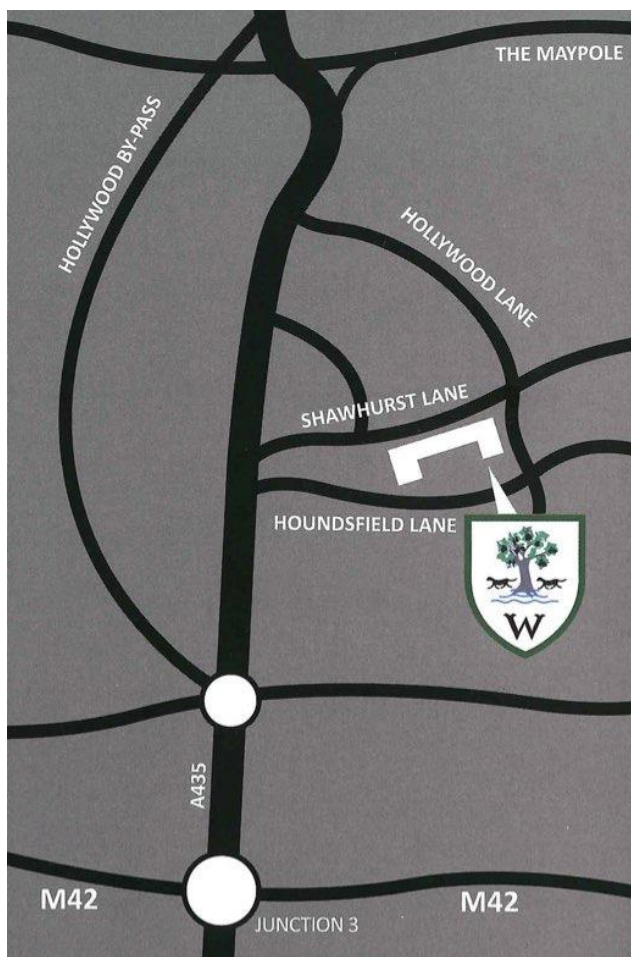 THE MAYPOLE
HOLLYWOOD BY-PASS
HOLLYWOOD LANE
SHAWHURST LANE
HOUNDSFIELD LANE
W
A435
M42
M42
JUNCTION 3